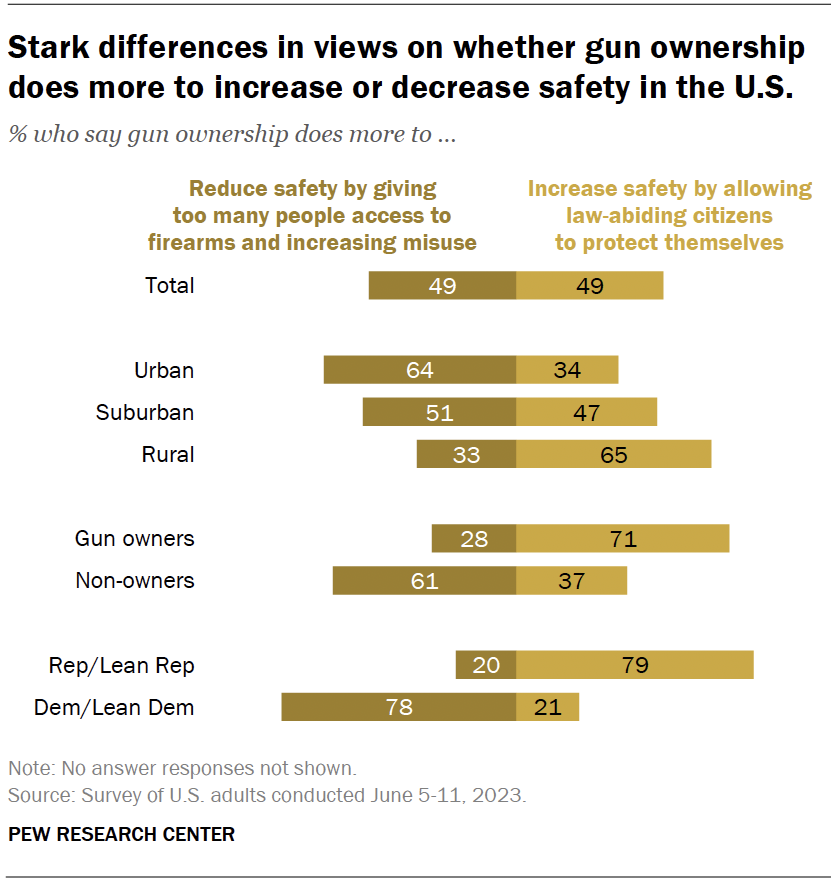 Stark differences in views on whether gun ownership
does more to increase or decrease safety in the U.S.
% who say gun ownership does more to ...
Reduce safety by giving
too many people access to
firearms and increasing misuse
Increase safety by allowing
law-abiding citizens
to protect themselves
Total 49 49
Urban 64 34
Suburban 51 47
Rural 33 65
Gun owners 28 71
Non-owners 61 37
Rep/Lean Rep 20 79
Dem/Lean Dem 78 21
Note: No answer responses not shown.
Source: Survey of U.S. adults conducted June 5-11, 2023.
PEW RESEARCH CENTER